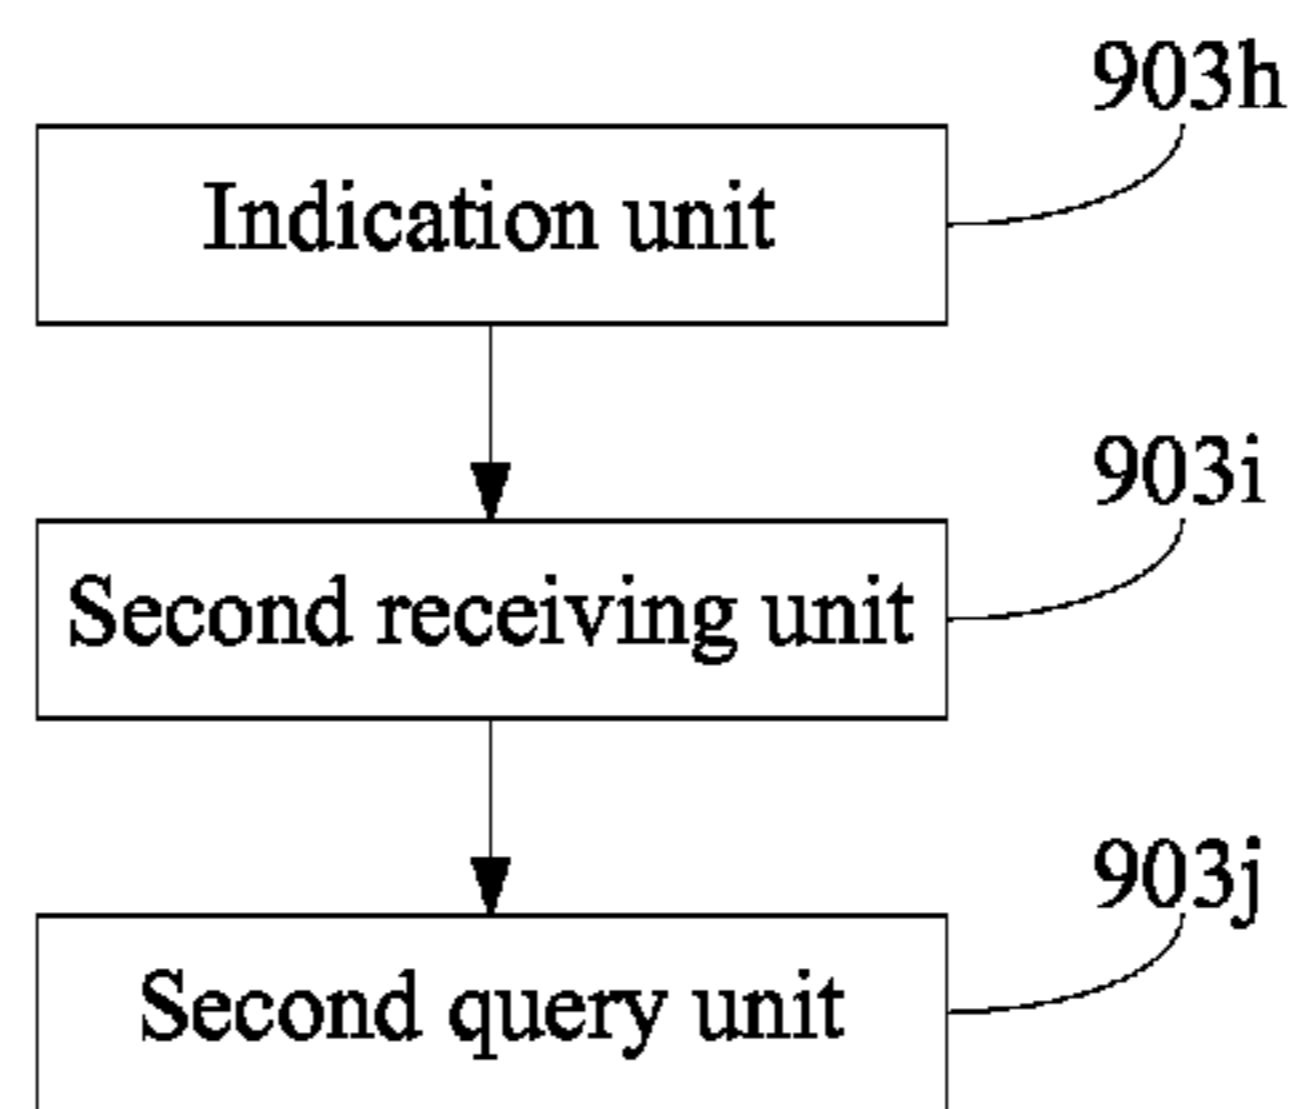 903h
Indication unit
903i
Second receiving unit
903j
Second query unit